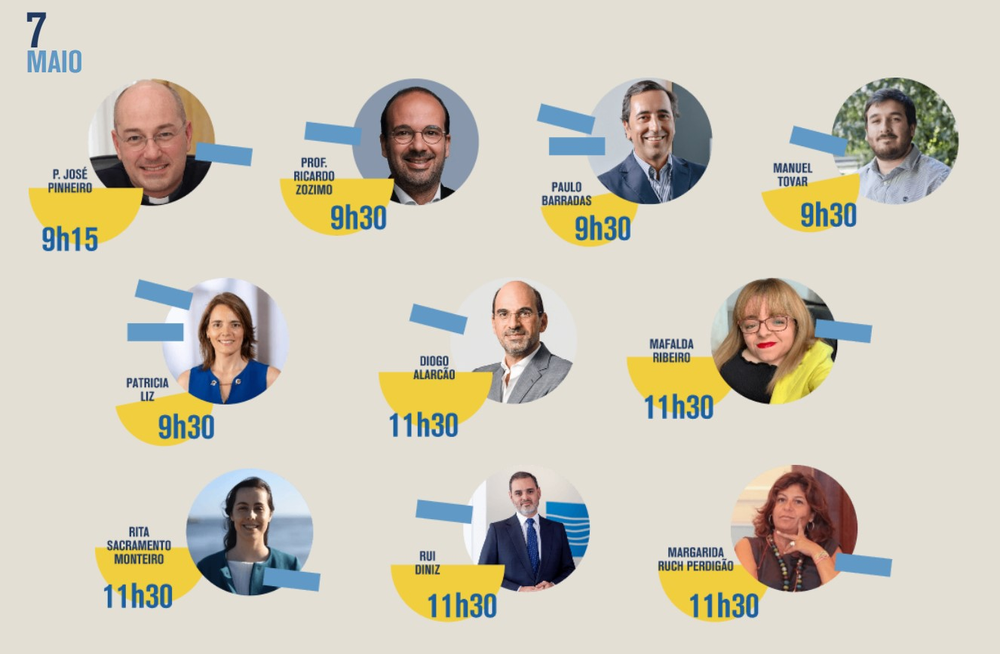 7
MAIO
P. JOSÉ
PINHEIRO
9h15
PROF.
RICARDO
ZOZIMO
9h30
PAULO
BARRADAS
9h30
MANUEL
TOVAR
9h30
PATRICIA
LIZ
9h30
DIOGO
ALARCÃO
11h30
MAFALDA
RIBEIRO
11h30
RITA
SACRAMENTO
MONTEIRO
11h30
RUI
DINIZ
11h30
MARGARIDA
RUCH PERDIGÃO
11h30